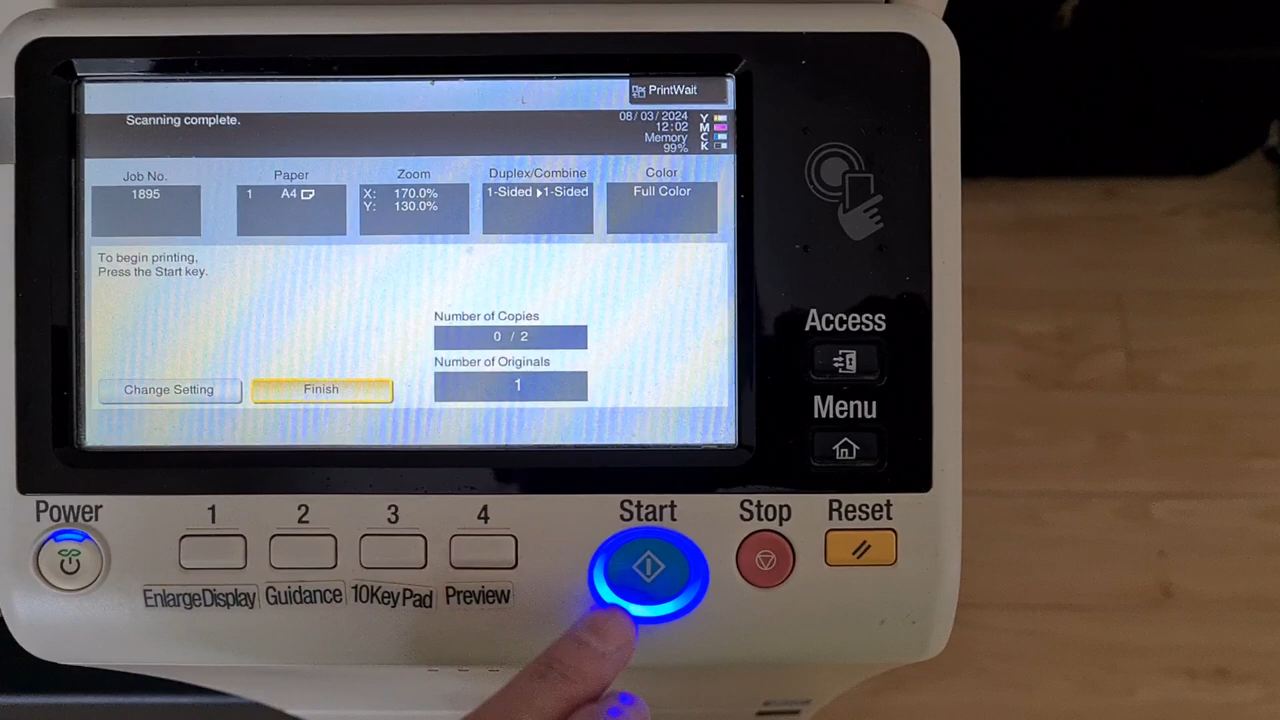 PrintWait
Scanning complete.
08/03/2024
12:02
Memory
99%
Y
M
C
K
Job No.
1895
Paper
1 A4
Zoom
X: 170.0%
Y: 130.0%
Duplex/Combine
1-Sided ▶1-Sided
Color
Full Color
To begin printing,
Press the Start key.
Number of Copies
0 / 2
Number of Originals
1
Change Setting
Finish
Access
Menu
Power
1
2
3
4
Start
Stop
Reset
EnlargeDisplay
Guidance
10KeyPad
Preview